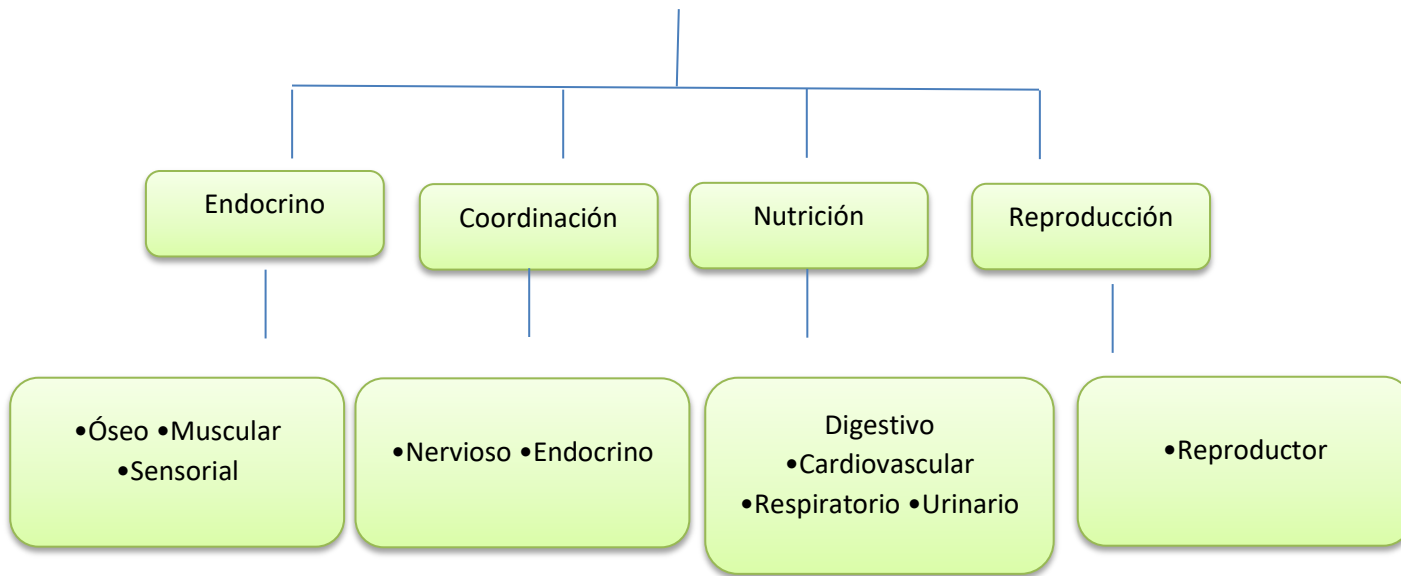 Endocrino
Coordinación
Nutrición
Reproducción
•Óseo •Muscular
•Sensorial
•Nervioso •Endocrino
Digestivo
•Cardiovascular
•Respiratorio •Urinario
•Reproductor